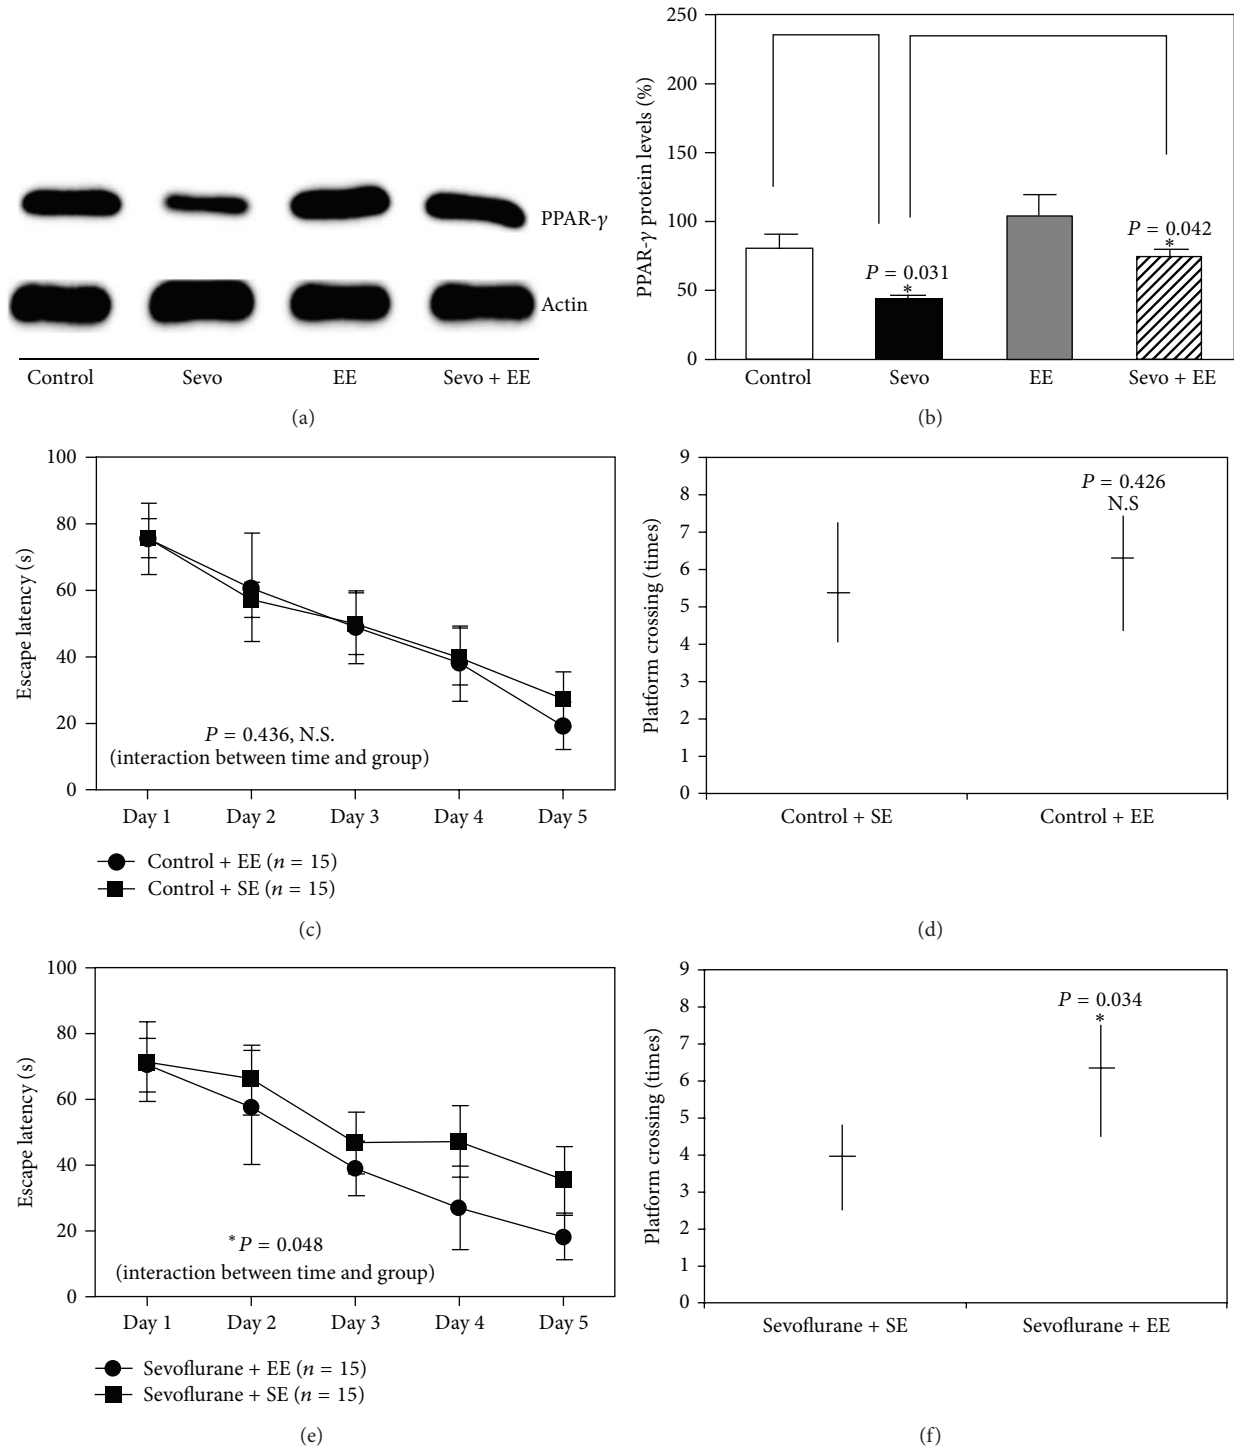 PPAR-γ
Actin
Control Sevo EE Sevo + EE
(a)
PPAR-γ protein levels (%)
250
200
150
100
50
0
P = 0.031
*
P = 0.042
*
Control Sevo EE Sevo + EE
(b)
Escape latency (s)
100
80
60
40
20
0
P = 0.436, N.S.
(interaction between time and group)
Day 1 Day 2 Day 3 Day 4 Day 5
Control + EE (n = 15)
Control + SE (n = 15)
(c)
Platform crossing (times)
9
8
7
6
5
4
3
2
1
0
P = 0.426
N.S
Control + SE Control + EE
(d)
Escape latency (s)
100
80
60
40
20
0
*P = 0.048
(interaction between time and group)
Day 1 Day 2 Day 3 Day 4 Day 5
Sevoflurane + EE (n = 15)
Sevoflurane + SE (n = 15)
(e)
Platform crossing (times)
9
8
7
6
5
4
3
2
1
0
P = 0.034
*
Sevoflurane + SE Sevoflurane + EE
(f)